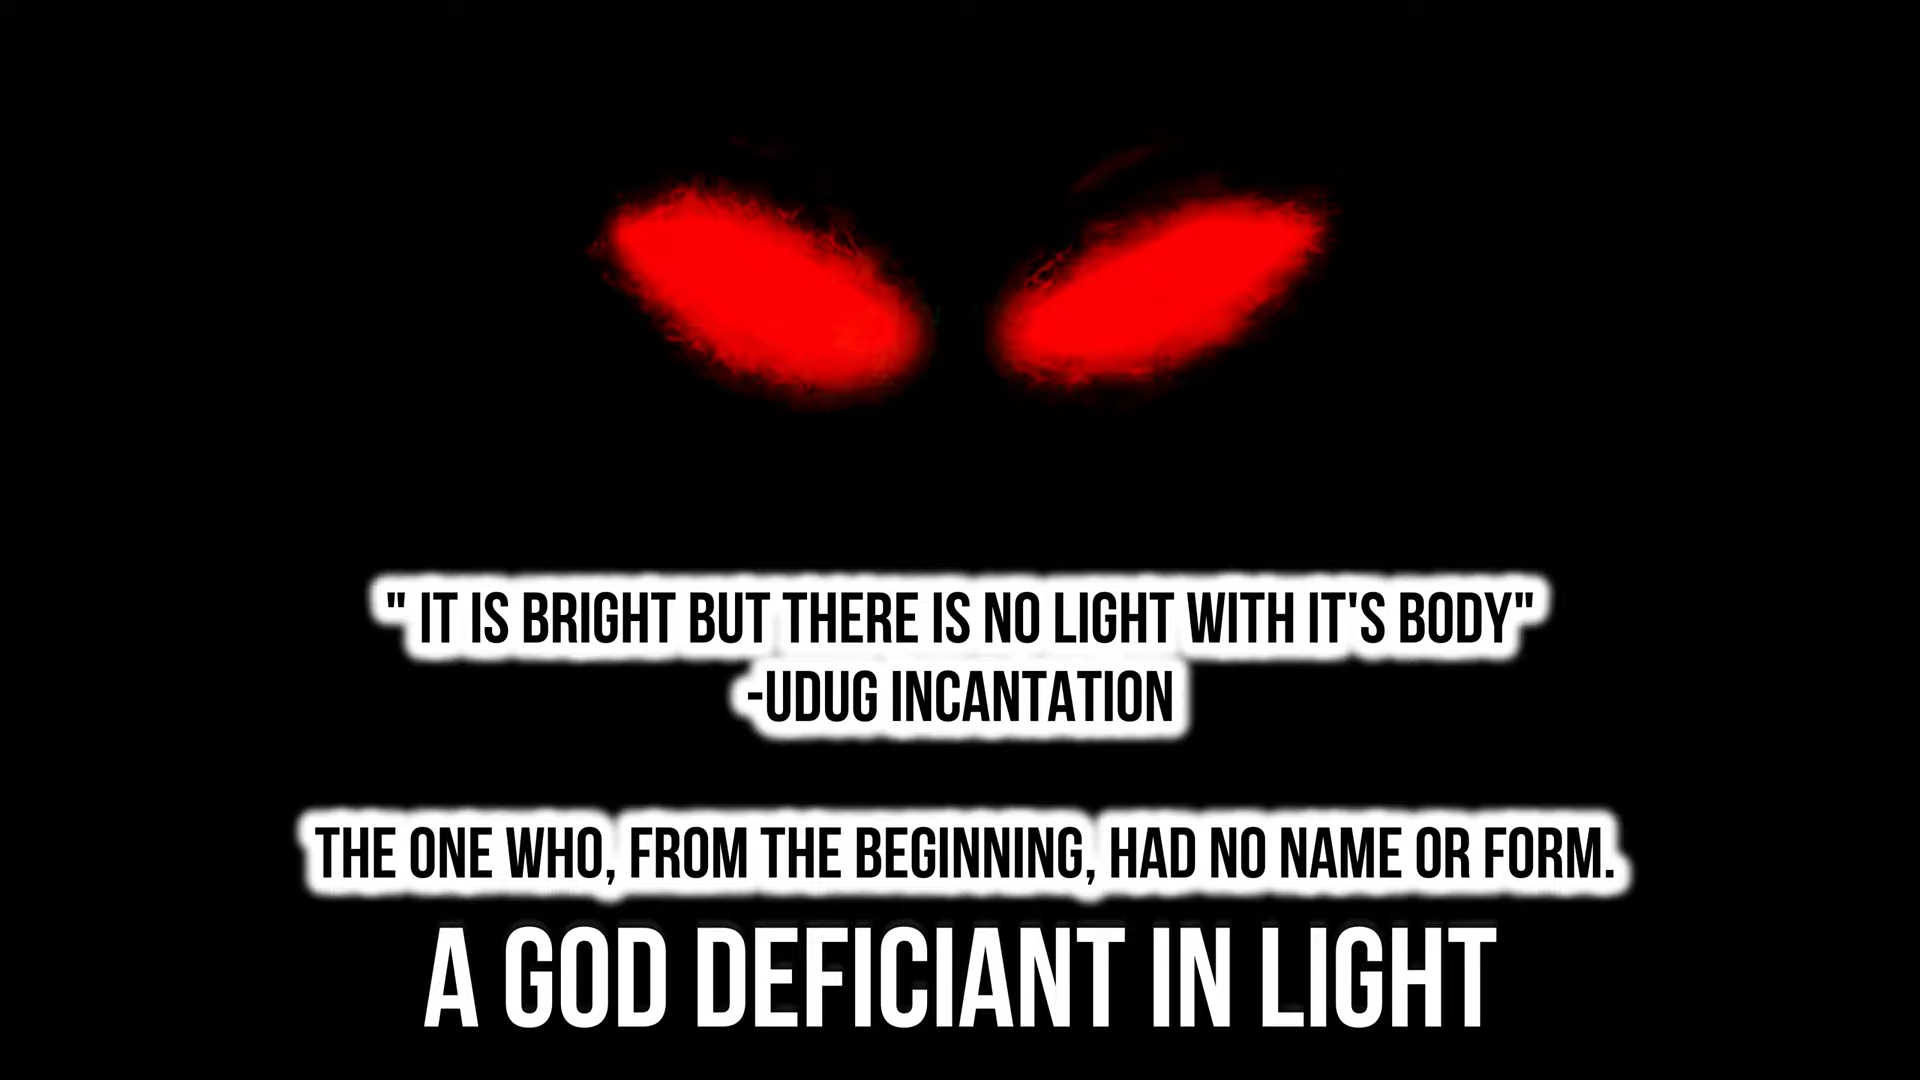 " IT IS BRIGHT BUT THERE IS NO LIGHT WITH IT'S BODY"
-UDUG INCANTATION
THE ONE WHO, FROM THE BEGINNING, HAD NO NAME OR FORM.
A GOD DEFICIANT IN LIGHT